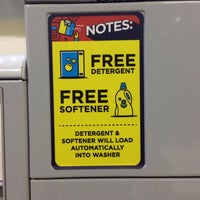 NOTES:
FREE
DETERGENT
FREE
SOFTENER
DETERGENT &
SOFTENER WILL LOAD
AUTOMATICALLY
INTO WASHER